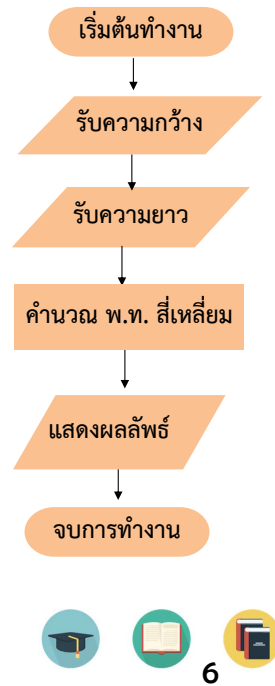 เริ่มต้นทำงาน
รับความกว้าง
รับความยาว
คำนวณ พ.ท. สี่เหลี่ยม
แสดงผลลัพธ์
จบการทำงาน
6